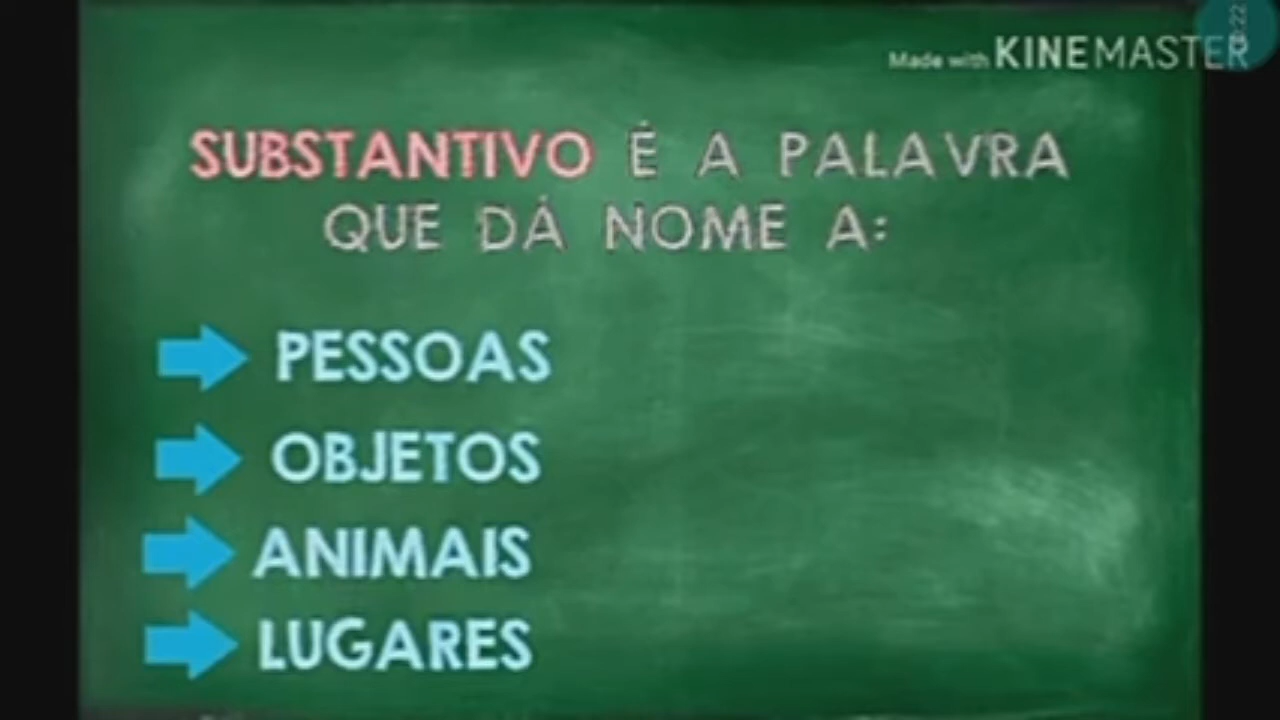 Made with KINEMASTER
SUBSTANTIVO É A PALAVRA
QUE DÁ NOME A:
PESSOAS
OBJETOS
ANIMAIS
LUGARES